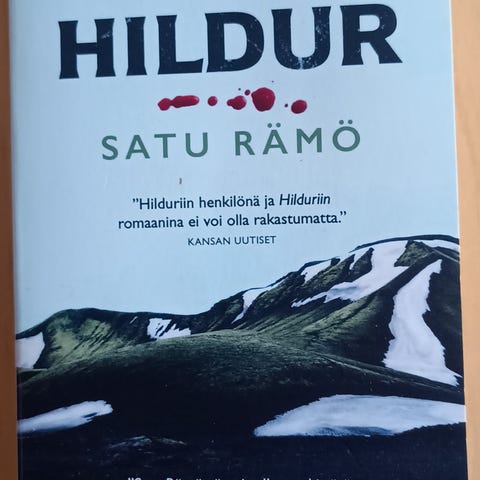 HILDUR
SATU RÄMÖ
”Hilduriin henkilönä ja Hilduriin
romaanina ei voi olla rakastumatta.”
KANSAN UUTISET